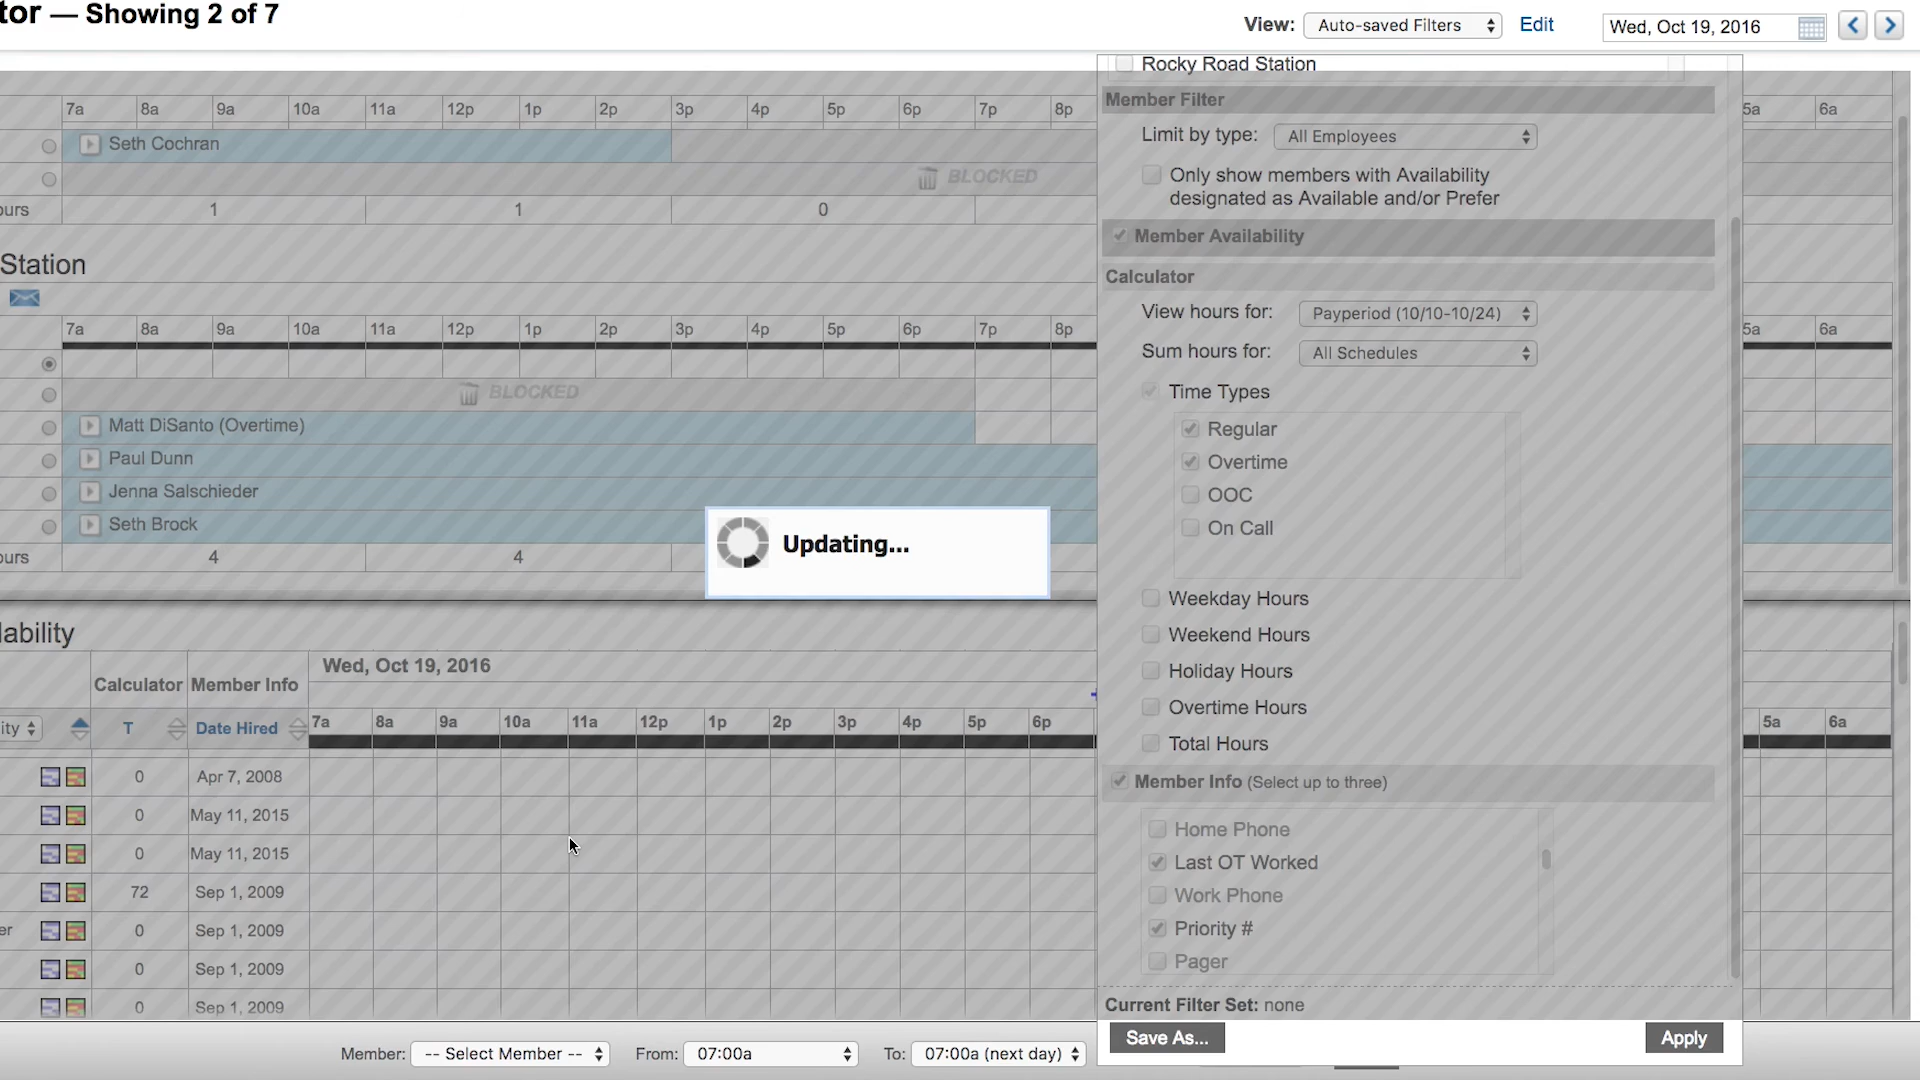 tor — Showing 2 of 7
View: Auto-saved Filters Edit Wed, Oct 19, 2016
7a 8a 9a 10a 11a 12p 1p 2p 3p 4p 5p 6p 7p 8p 5a 6a
Seth Cochran
BLOCKED
ours 1 1 0
Station
7a 8a 9a 10a 11a 12p 1p 2p 3p 4p 5p 6p 7p 8p 5a 6a
BLOCKED
Matt DiSanto (Overtime)
Paul Dunn
Jenna Salschieder
Seth Brock
ours 4 4
Updating...
lability
Calculator Member Info Wed, Oct 19, 2016
ity T Date Hired 7a 8a 9a 10a 11a 12p 1p 2p 3p 4p 5p 6p 5a 6a
0 Apr 7, 2008
0 May 11, 2015
0 May 11, 2015
72 Sep 1, 2009
er 0 Sep 1, 2009
0 Sep 1, 2009
0 Sep 1, 2009
Rocky Road Station
Member Filter
Limit by type: All Employees
Only show members with Availability
designated as Available and/or Prefer
Member Availability
Calculator
View hours for: Payperiod (10/10-10/24)
Sum hours for: All Schedules
Time Types
Regular
Overtime
OOC
On Call
Weekday Hours
Weekend Hours
Holiday Hours
Overtime Hours
Total Hours
Member Info (Select up to three)
Home Phone
Last OT Worked
Work Phone
Priority #
Pager
Current Filter Set: none
Save As... Apply
Member: -- Select Member -- From: 07:00a To: 07:00a (next day)